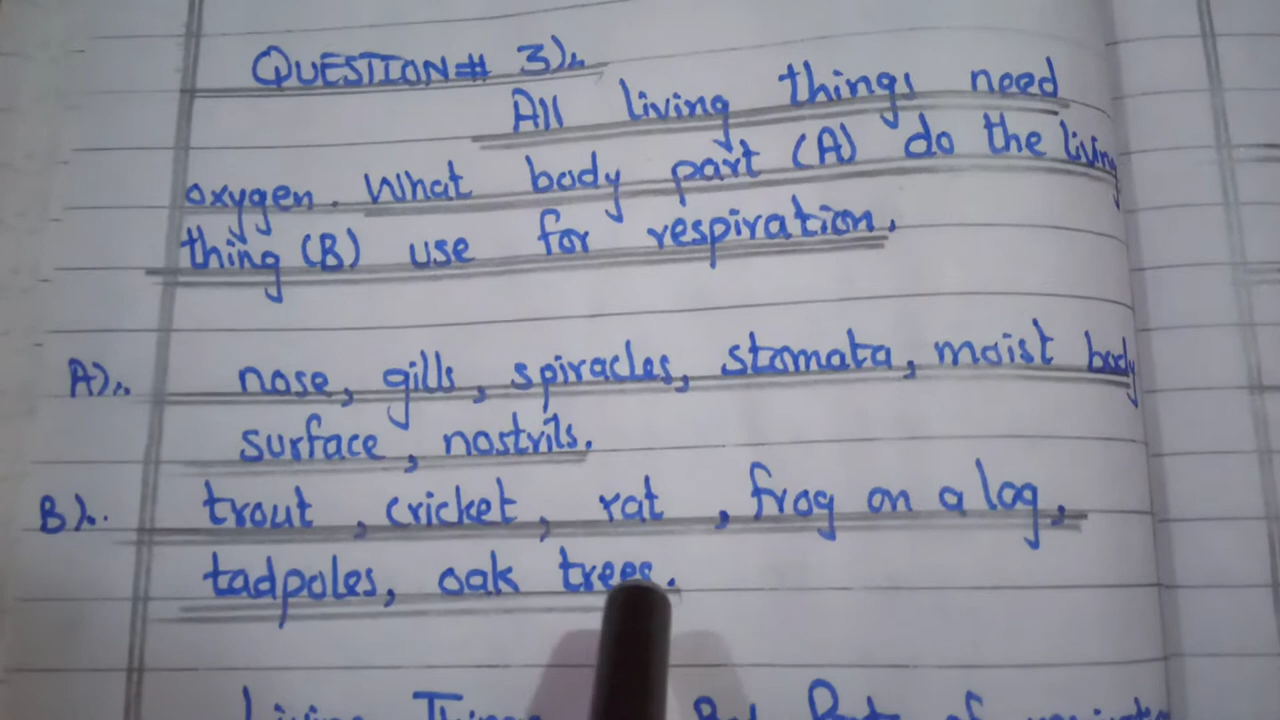 QUESTION# 3).
All living things need
oxygen. What body part (A) do the living
thing (B) use for respiration.
A). nose, gills, spiracles, stomata, moist body
surface, nostrils.
B). trout, cricket, rat, frog on a log,
tadpoles, oak trees.
Living